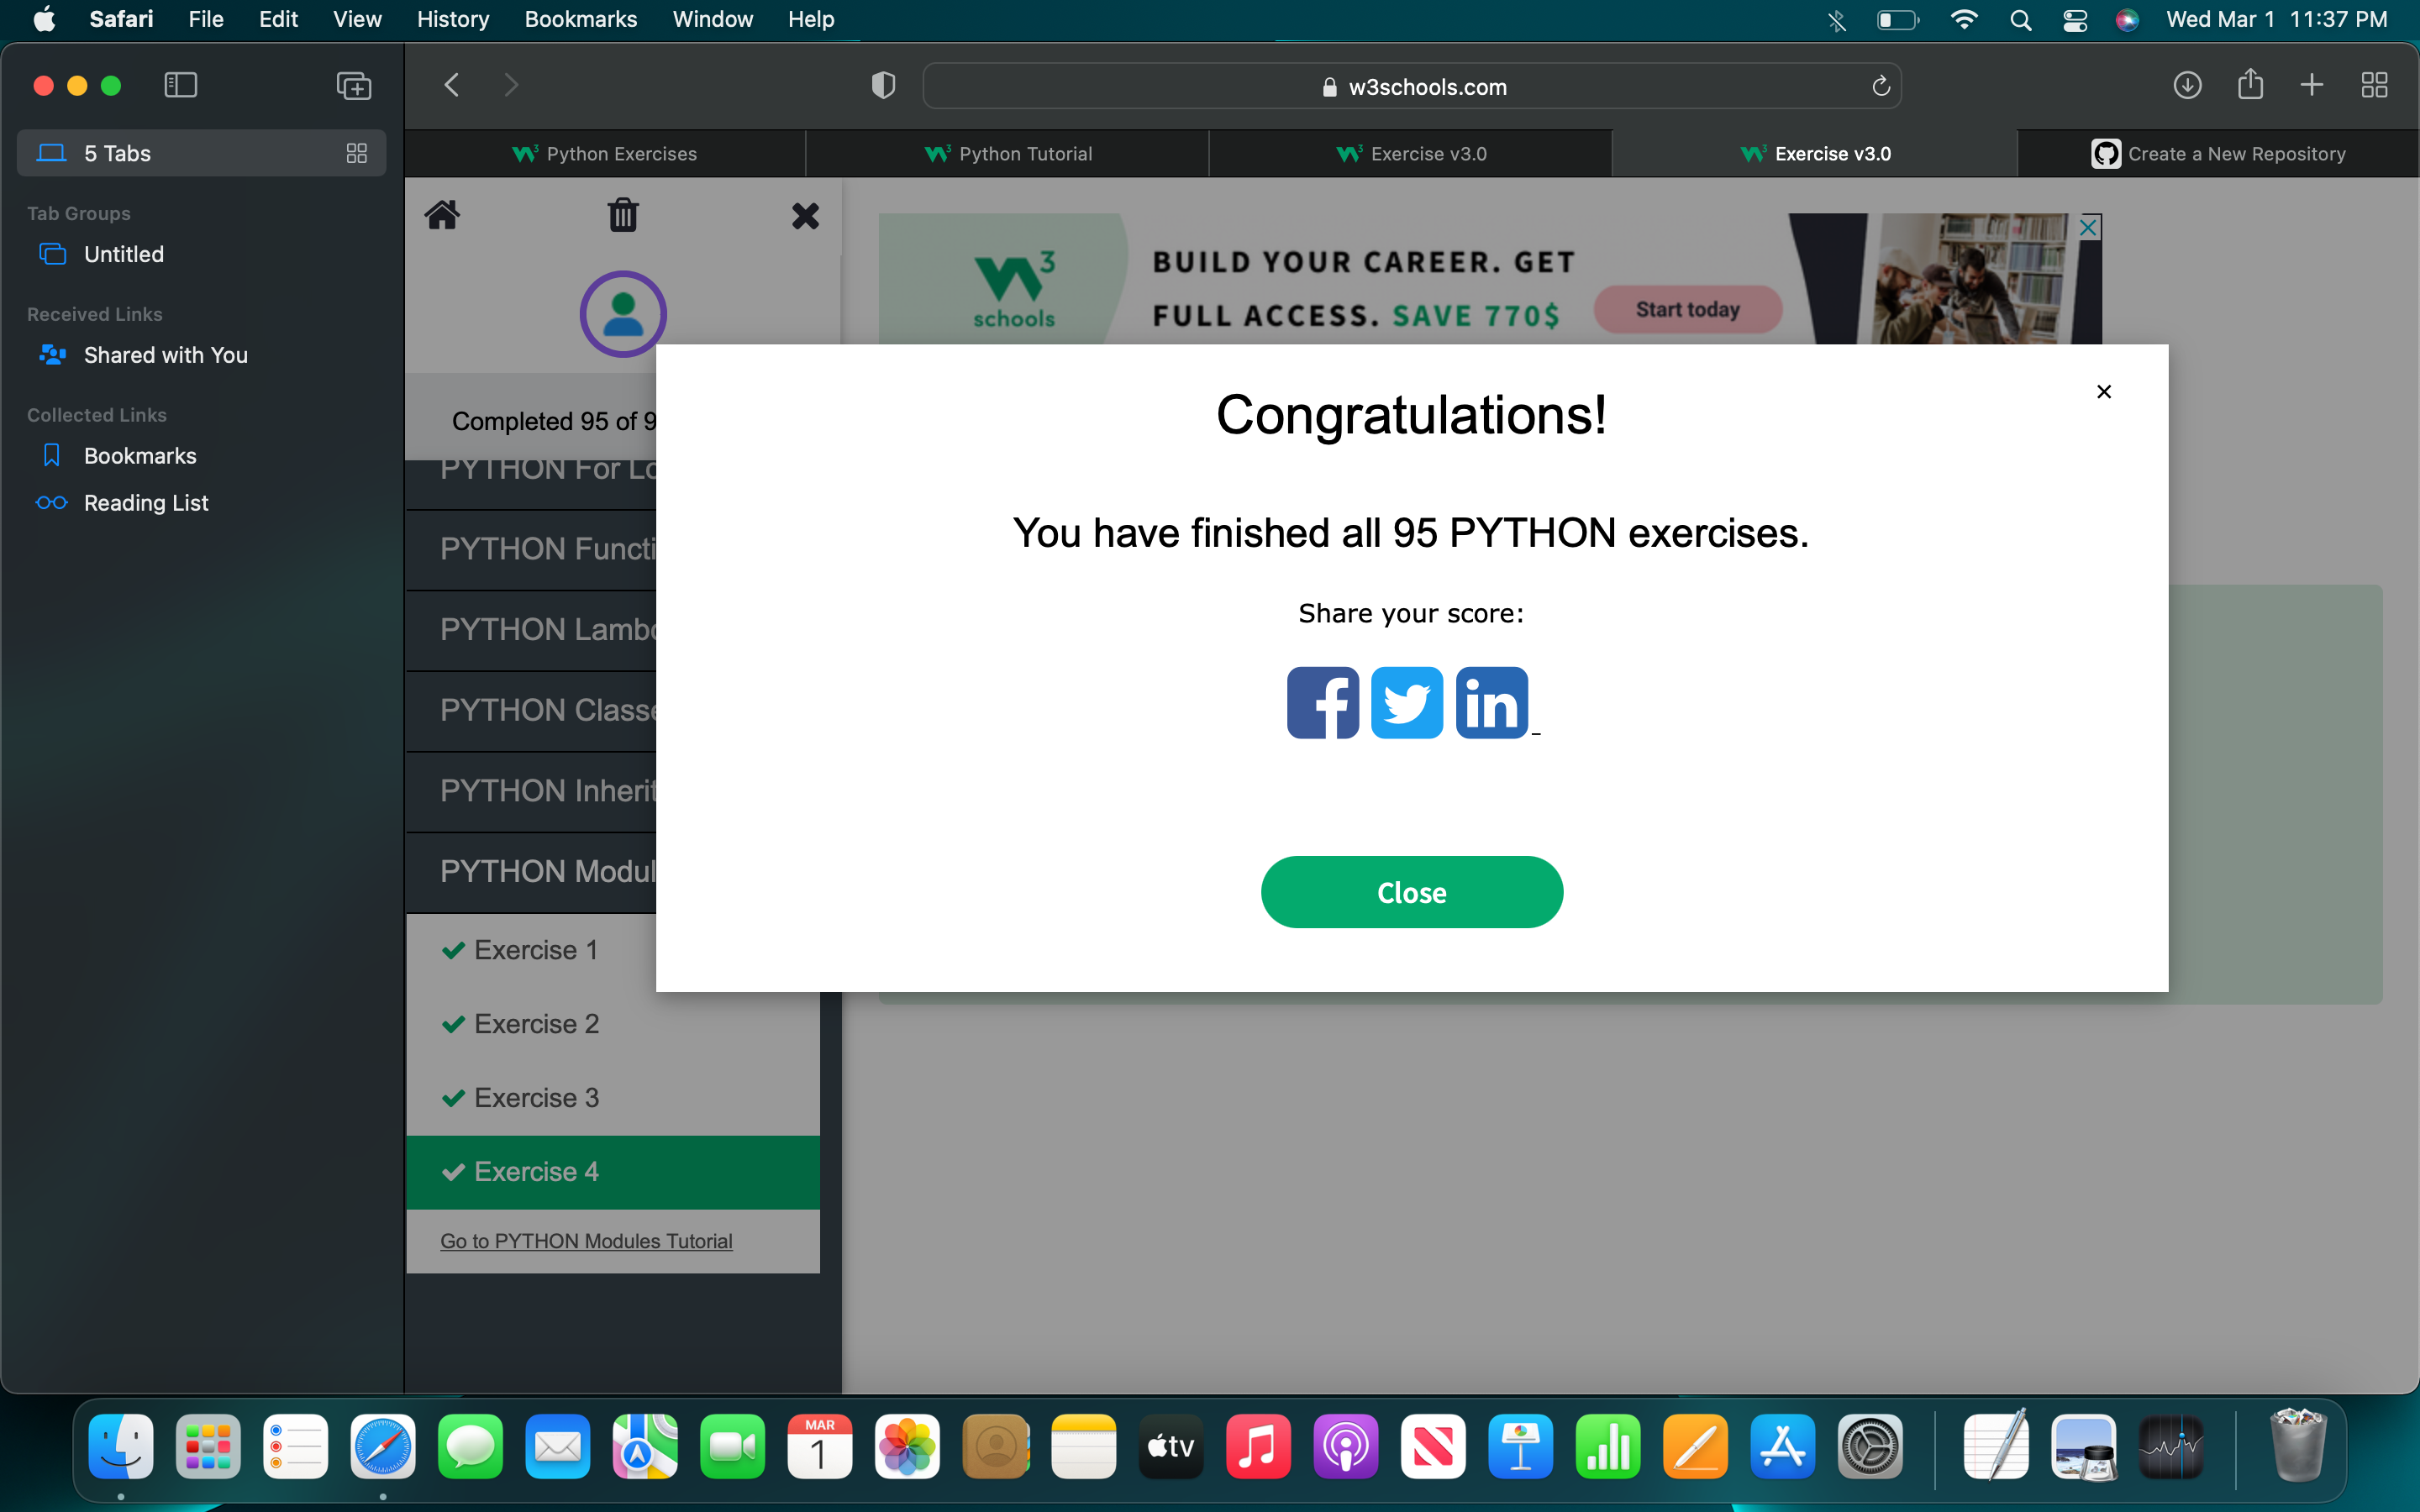 Safari File Edit View History Bookmarks Window Help Wed Mar 1 11:37 PM
w3schools.com
5 Tabs
Python Exercises
Python Tutorial
Exercise v3.0
Exercise v3.0
Create a New Repository
Tab Groups
Untitled
Received Links
Shared with You
Collected Links
Bookmarks
Reading List
3
schools
BUILD YOUR CAREER. GET
FULL ACCESS. SAVE 770$
Start today
Completed 95 of 9
PYTHON For Lo
PYTHON Functi
PYTHON Lambd
PYTHON Classe
PYTHON Inherit
PYTHON Modul
Exercise 1
Exercise 2
Exercise 3
Exercise 4
Go to PYTHON Modules Tutorial
×
Congratulations!
You have finished all 95 PYTHON exercises.
Share your score:
f
in
Close
MAR
1
tv